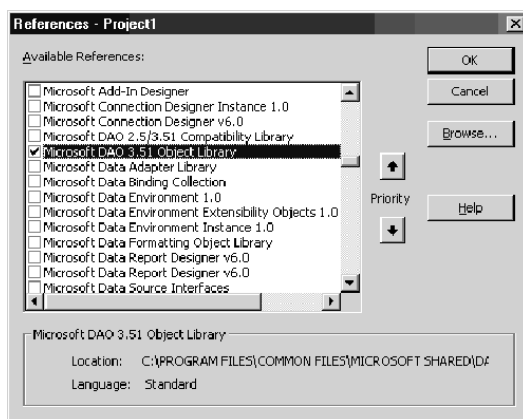 References - Project1
Available References:
Microsoft Add-In Designer
Microsoft Connection Designer Instance 1.0
Microsoft Connection Designer v6.0
Microsoft DAO 2.5/3.51 Compatibility Library
Microsoft DAO 3.51 Object Library
Microsoft Data Adapter Library
Microsoft Data Binding Collection
Microsoft Data Environment 1.0
Microsoft Data Environment Extensibility Objects 1.0
Microsoft Data Environment Instance 1.0
Microsoft Data Formatting Object Library
Microsoft Data Report Designer v6.0
Microsoft Data Report Designer v6.0
Microsoft Data Source Interfaces
OK
Cancel
Browse...
Priority
Help
Microsoft DAO 3.51 Object Library
Location: C:\PROGRAM FILES\COMMON FILES\MICROSOFT SHARED\DA
Language: Standard